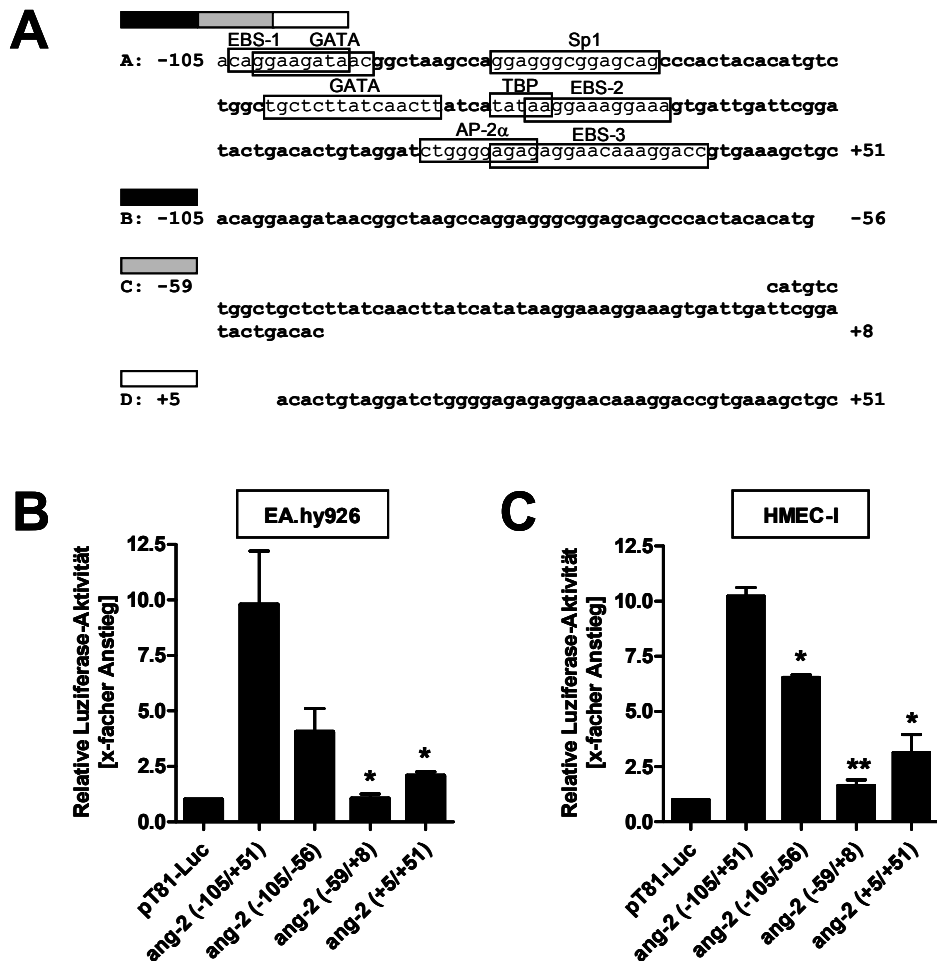 A
EBS-1 GATA Sp1
A: -105 acaggaagataacggctaagccaggagggcggagcagcccactacacatgtc
GATA TBP EBS-2
tggctgctcttatcaacttatcatataaggaaaggaaagtgattgattcgga
AP-2α EBS-3
tactgacactgtaggatctggggagagaggaacaaaggaccgtgaaagctgc +51
B: -105 acaggaagataacggctaagccaggagggcggagcagcccactacacatg -56
C: -59 catgtc
tggctgctcttatcaacttatcatataaggaaaggaaagtgattgattcgga
tactgacac +8
D: +5 acactgtaggatctggggagagaggaacaaaggaccgtgaaagctgc +51
B
EA.hy926
Relative Luziferase-Aktivität
[x-facher Anstieg]
12.5
10.0
7.5
5.0
2.5
0.0
* *
pT81-Luc
ang-2 (-105/+51)
ang-2 (-105/-56)
ang-2 (-59/+8)
ang-2 (+5/+51)
C
HMEC-I
Relative Luziferase-Aktivität
[x-facher Anstieg]
12.5
10.0
7.5
5.0
2.5
0.0
* ** *
pT81-Luc
ang-2 (-105/+51)
ang-2 (-105/-56)
ang-2 (-59/+8)
ang-2 (+5/+51)